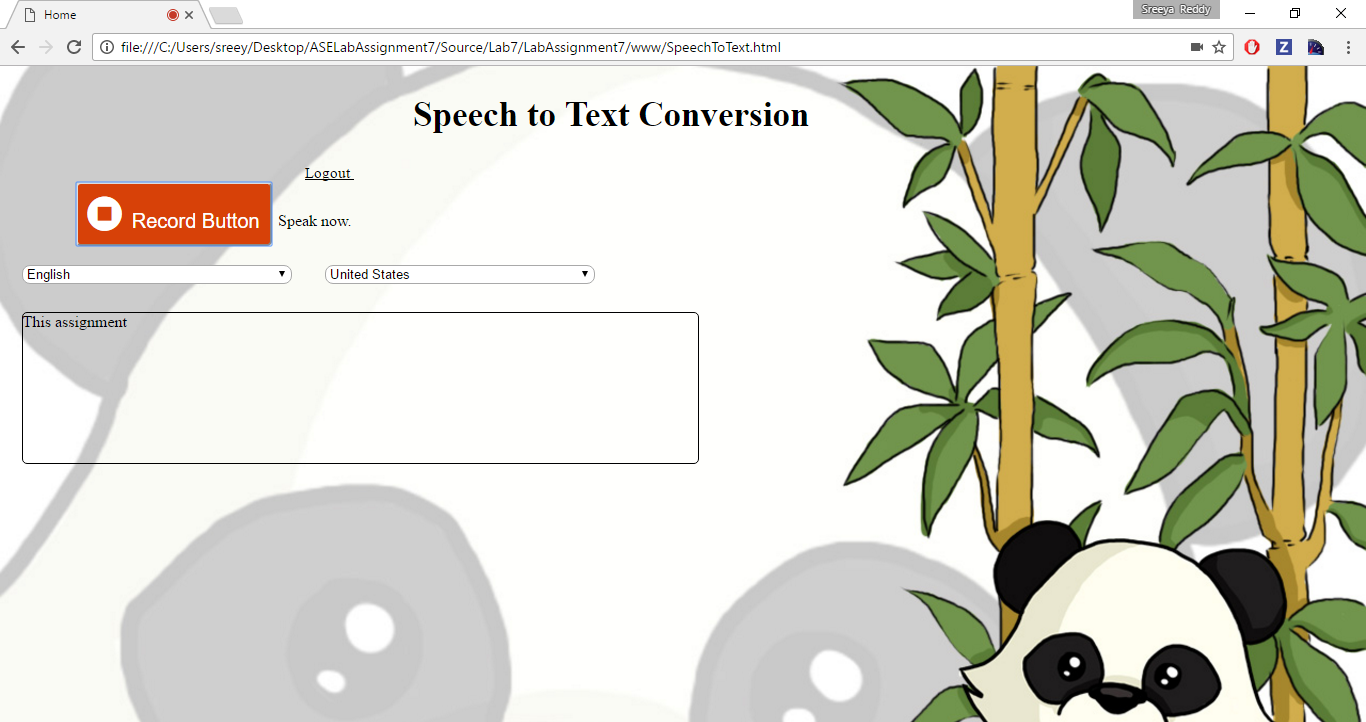 Home
Sreeya Reddy
file:///C:/Users/sreey/Desktop/ASELabAssignment7/Source/Lab7/LabAssignment7/www/SpeechToText.html
Z
Speech to Text Conversion
Logout
Record Button
Speak now.
English
United States
This assignment